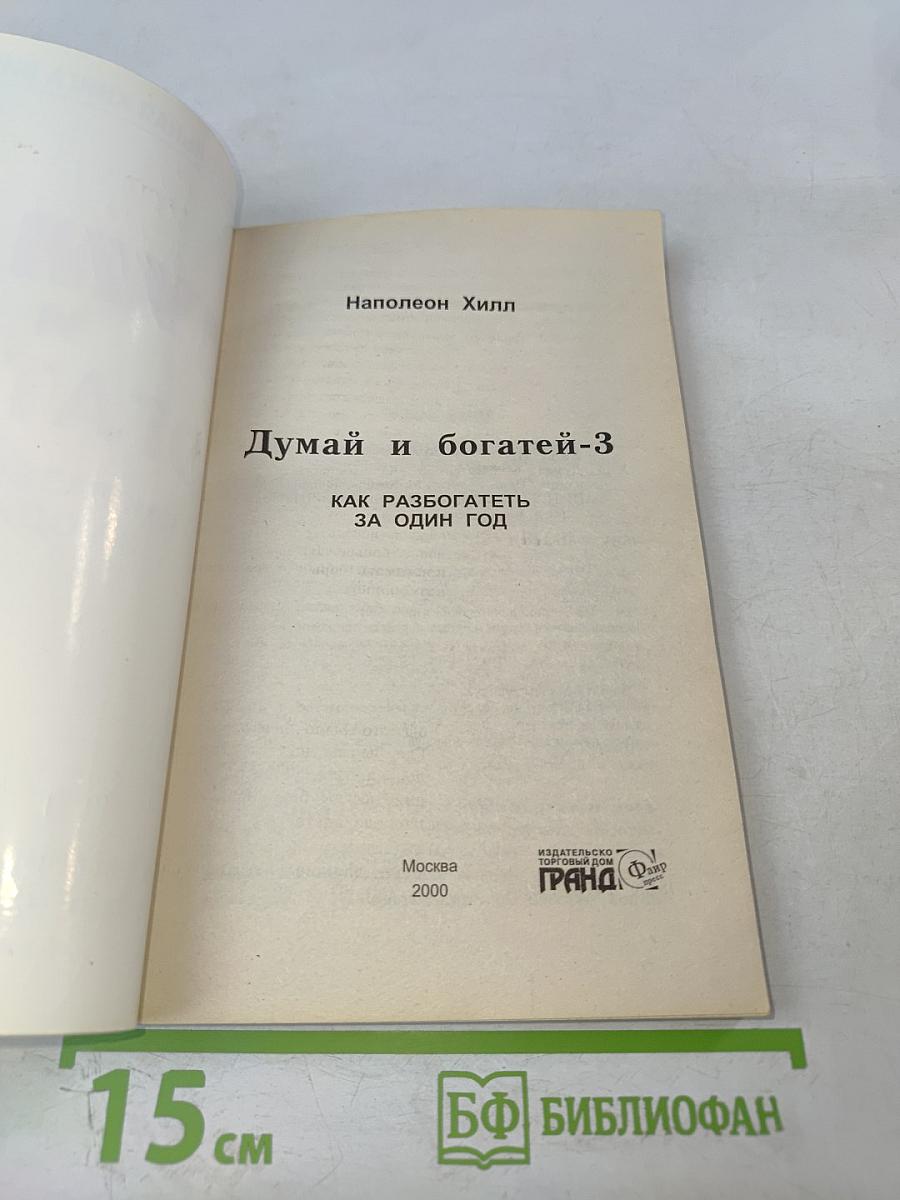 Наполеон Хилл
Думай и богатей-3
КАК РАЗБОГАТЕТЬ
ЗА ОДИН ГОД
Москва
2000
ИЗДАТЕЛЬСКО
ТОРГОВЫЙ ДОМ
ГРАНД
Фаир
пресс
15 см
БФ БИБЛИОФАН